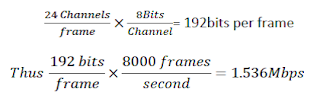 24 Channels/frame × 8Bits/Channel = 192bits per frame
Thus 192 bits/frame × 8000 frames/second = 1.536Mbps